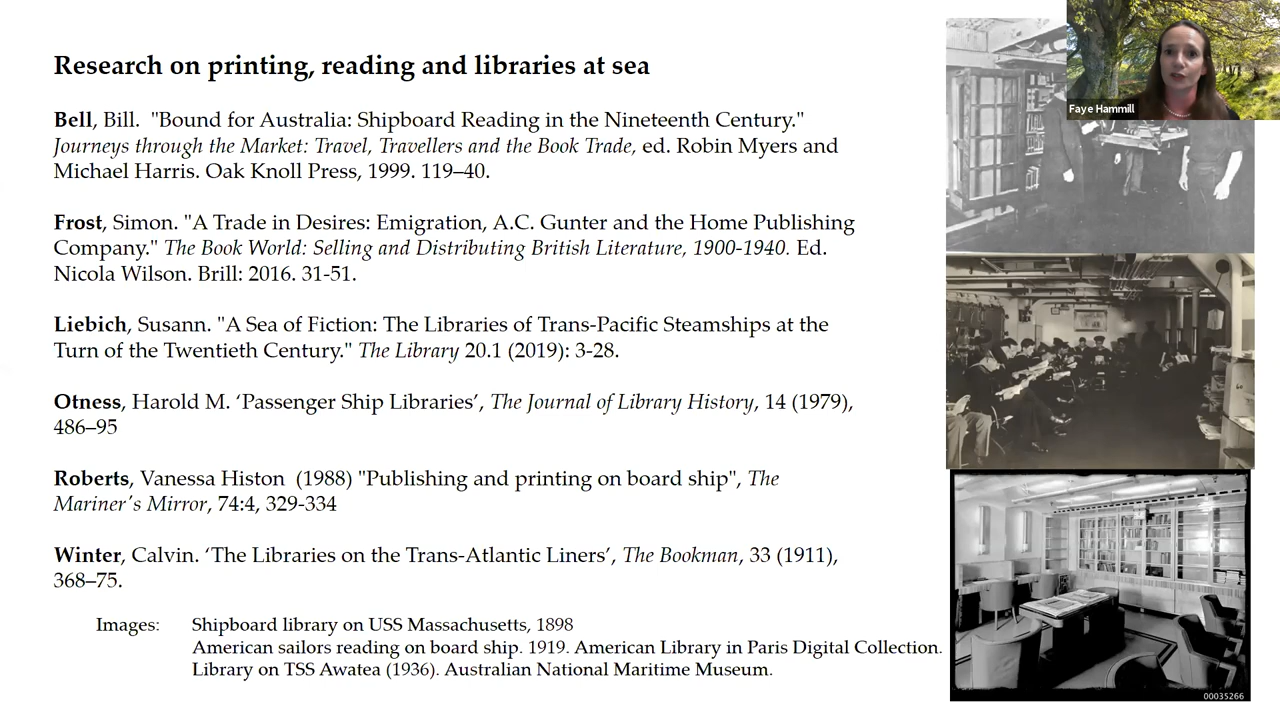 Research on printing, reading and libraries at sea
Bell, Bill.  "Bound for Australia: Shipboard Reading in the Nineteenth Century."
Journeys through the Market: Travel, Travellers and the Book Trade, ed. Robin Myers and
Michael Harris. Oak Knoll Press, 1999. 119–40.
Frost, Simon. "A Trade in Desires: Emigration, A.C. Gunter and the Home Publishing
Company." The Book World: Selling and Distributing British Literature, 1900-1940. Ed.
Nicola Wilson. Brill: 2016. 31-51.
Liebich, Susann. "A Sea of Fiction: The Libraries of Trans-Pacific Steamships at the
Turn of the Twentieth Century." The Library 20.1 (2019): 3-28.
Otness, Harold M. ‘Passenger Ship Libraries’, The Journal of Library History, 14 (1979),
486–95
Roberts, Vanessa Histon  (1988) "Publishing and printing on board ship", The
Mariner's Mirror, 74:4, 329-334
Winter, Calvin. ‘The Libraries on the Trans-Atlantic Liners’, The Bookman, 33 (1911),
368–75.
Images: Shipboard library on USS Massachusetts, 1898
American sailors reading on board ship. 1919. American Library in Paris Digital Collection.
Library on TSS Awatea (1936). Australian National Maritime Museum.
Faye Hammill
00035266